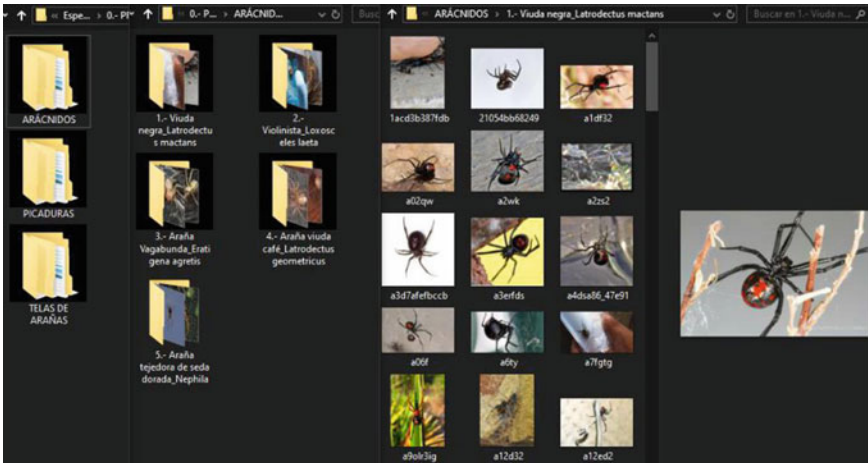 Espe... › 0.- Pl
0.- P... › ARÁCNID...
Busc
ARÁCNIDOS › 1.- Viuda negra_Latrodectus mactans
Buscar en 1.- Viuda n...
ARÁCNIDOS
PICADURAS
TELAS DE
ARAÑAS
1.- Viuda
negra_Latrodectu
s mactans
2.-
Violinista_Loxosc
eles laeta
3.- Araña
Vagabunda_Erati
gena agretis
4.- Araña viuda
café_Latrodectus
geometricus
5.- Araña
tejedora de seda
dorada_Nephila
1acd3b387fdb
21054bb68249
a1df32
a02qw
a2wk
a2zs2
a3d7afefbccb
a3erfds
a4dsa86_47e91
a06f
a6ty
a7fgtg
a9olr3ig
a12d32
a12ed2